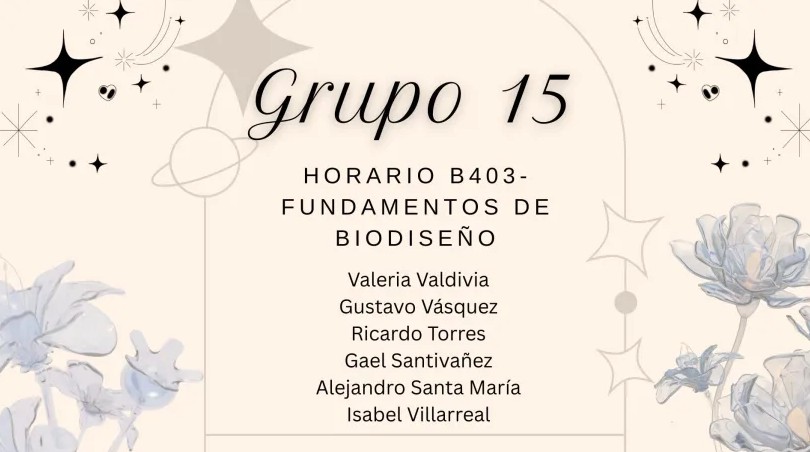 Grupo 15
HORARIO B403-
FUNDAMENTOS DE
BIODISEÑO
Valeria Valdivia
Gustavo Vásquez
Ricardo Torres
Gael Santivañez
Alejandro Santa María
Isabel Villarreal